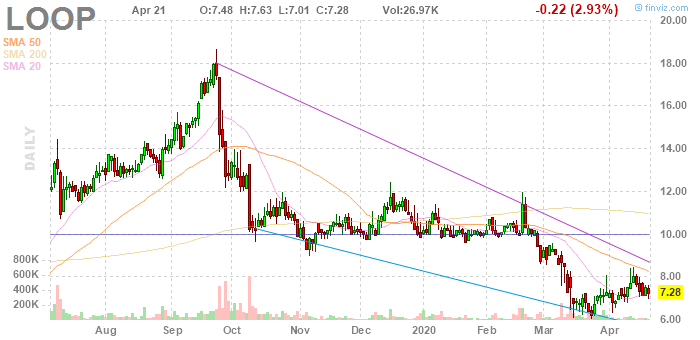 LOOP Apr 21 O:7.48 H:7.63 L:7.01 C:7.28 Vol:26.97K -0.22 (2.93%)
© finviz.com
SMA 50
SMA 200
SMA 20
DAILY
20.00
18.00
16.00
14.00
12.00
10.00
8.00
7.28
6.00
800K
600K
400K
200K
Aug Sep Oct Nov Dec 2020 Feb Mar Apr